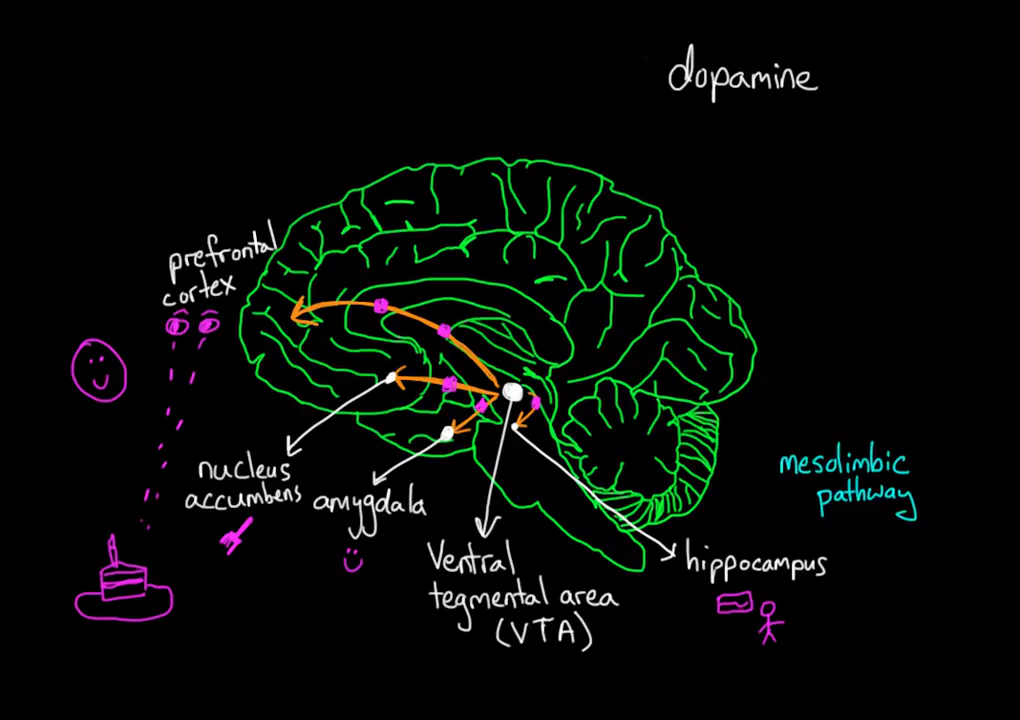 dopamine
prefrontal
cortex
nucleus
accumbens
amygdala
Ventral
tegmental area
(VTA)
hippocampus
mesolimbic
pathway